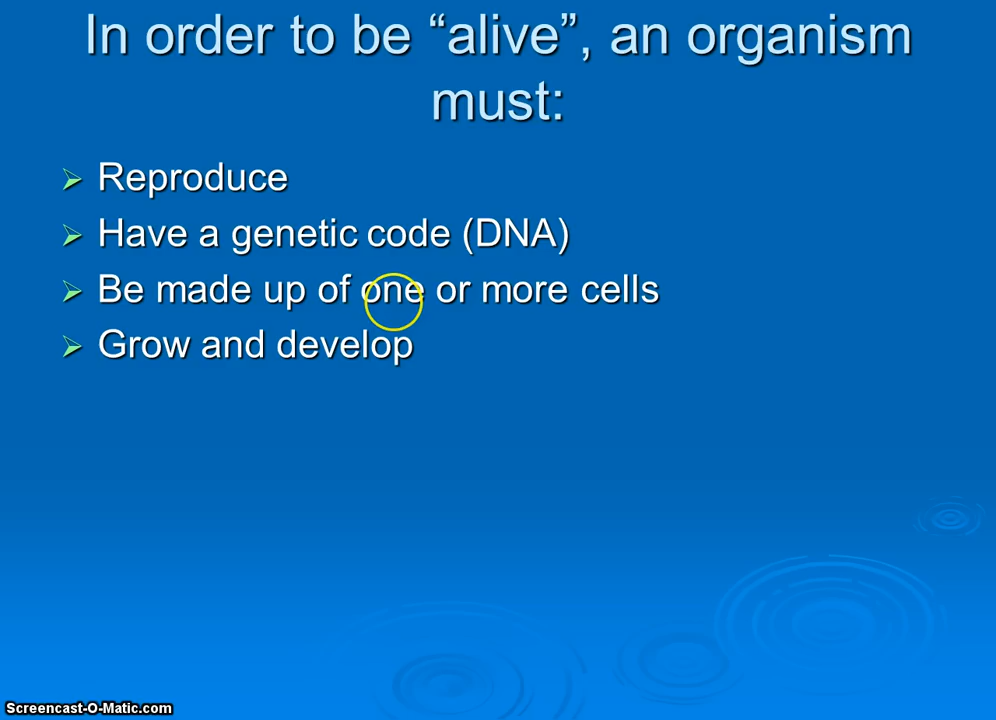 In order to be “alive”, an organism
must:
Reproduce
Have a genetic code (DNA)
Be made up of one or more cells
Grow and develop
Screencast-O-Matic.com